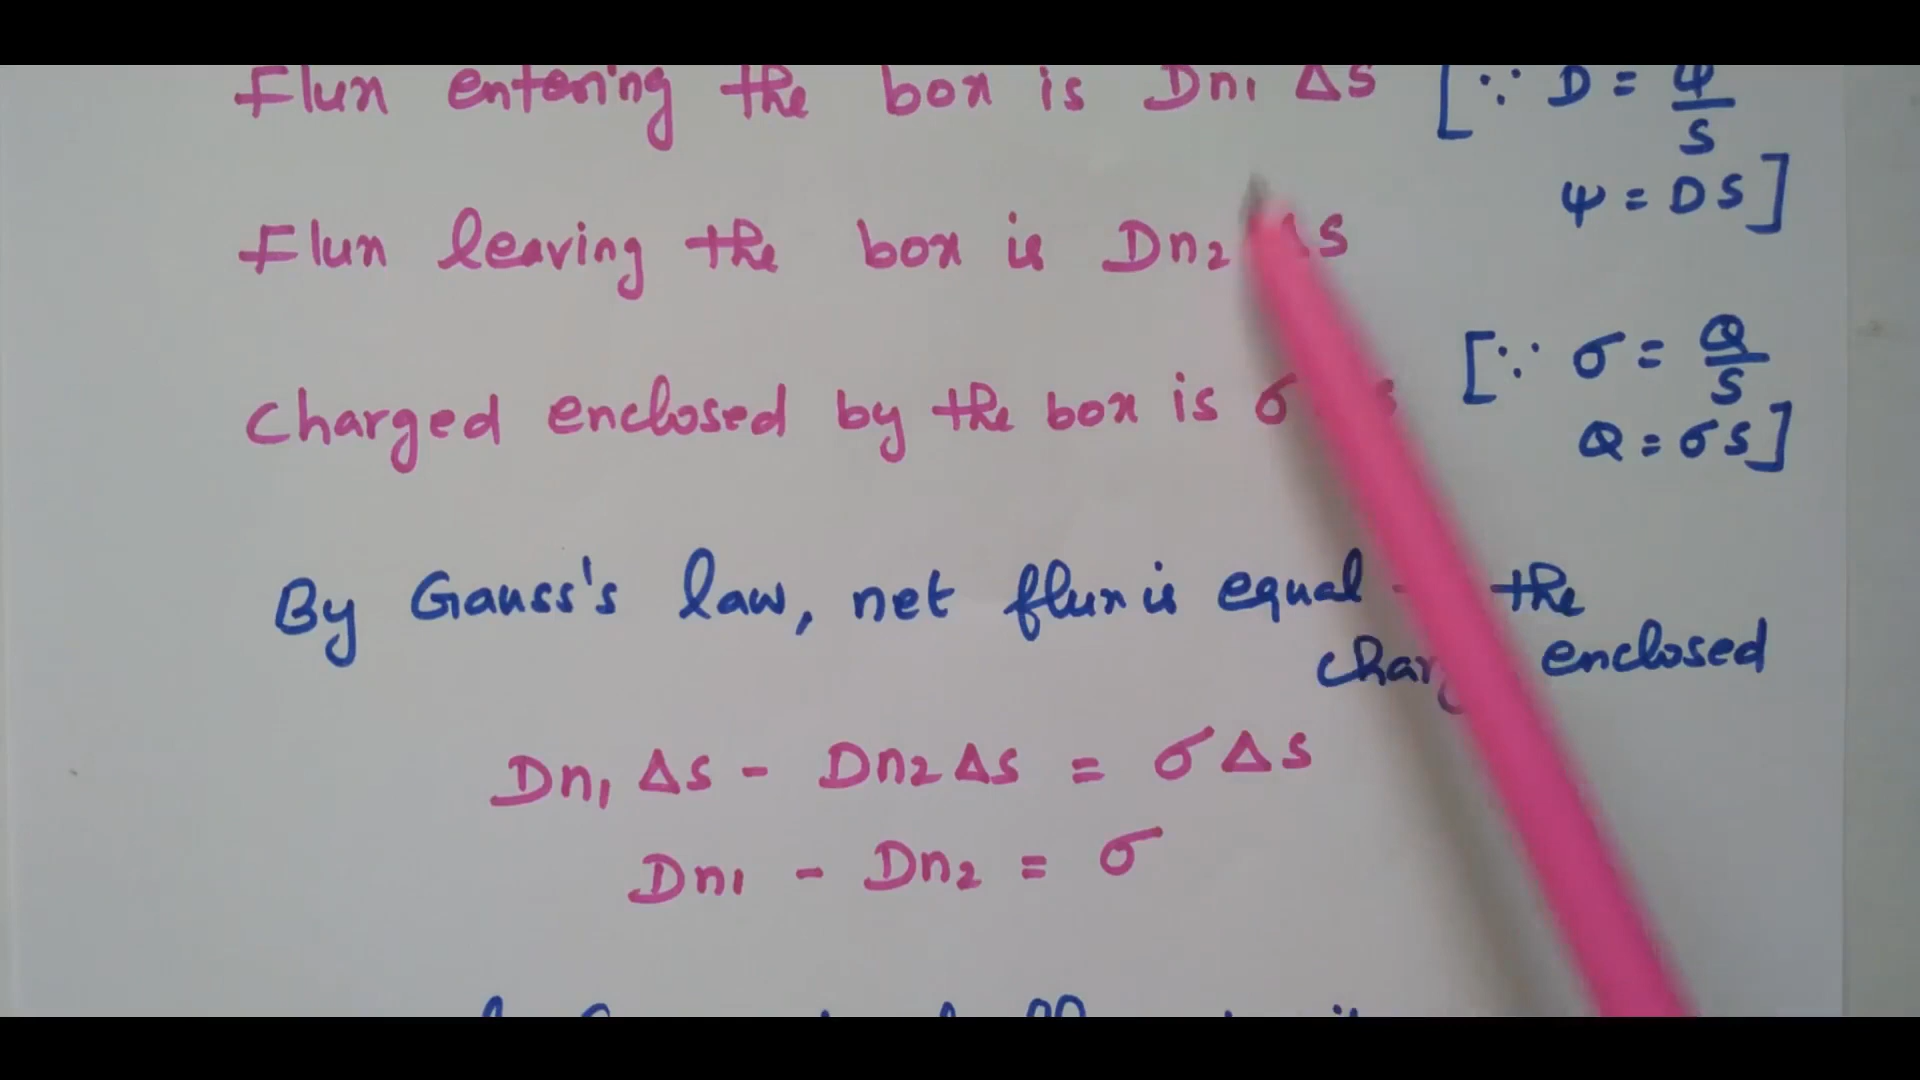 Flux entering the box is Dn1 ΔS [∵ D = ψ/S
ψ = DS]
Flux leaving the box is Dn2 ΔS
Charged enclosed by the box is σ S [∵ σ = Q/S
Q = σS]
By Gauss's law, net flux is equal the
enclosed
Dn1 ΔS - Dn2 ΔS = σ ΔS
Dn1 - Dn2 = σ